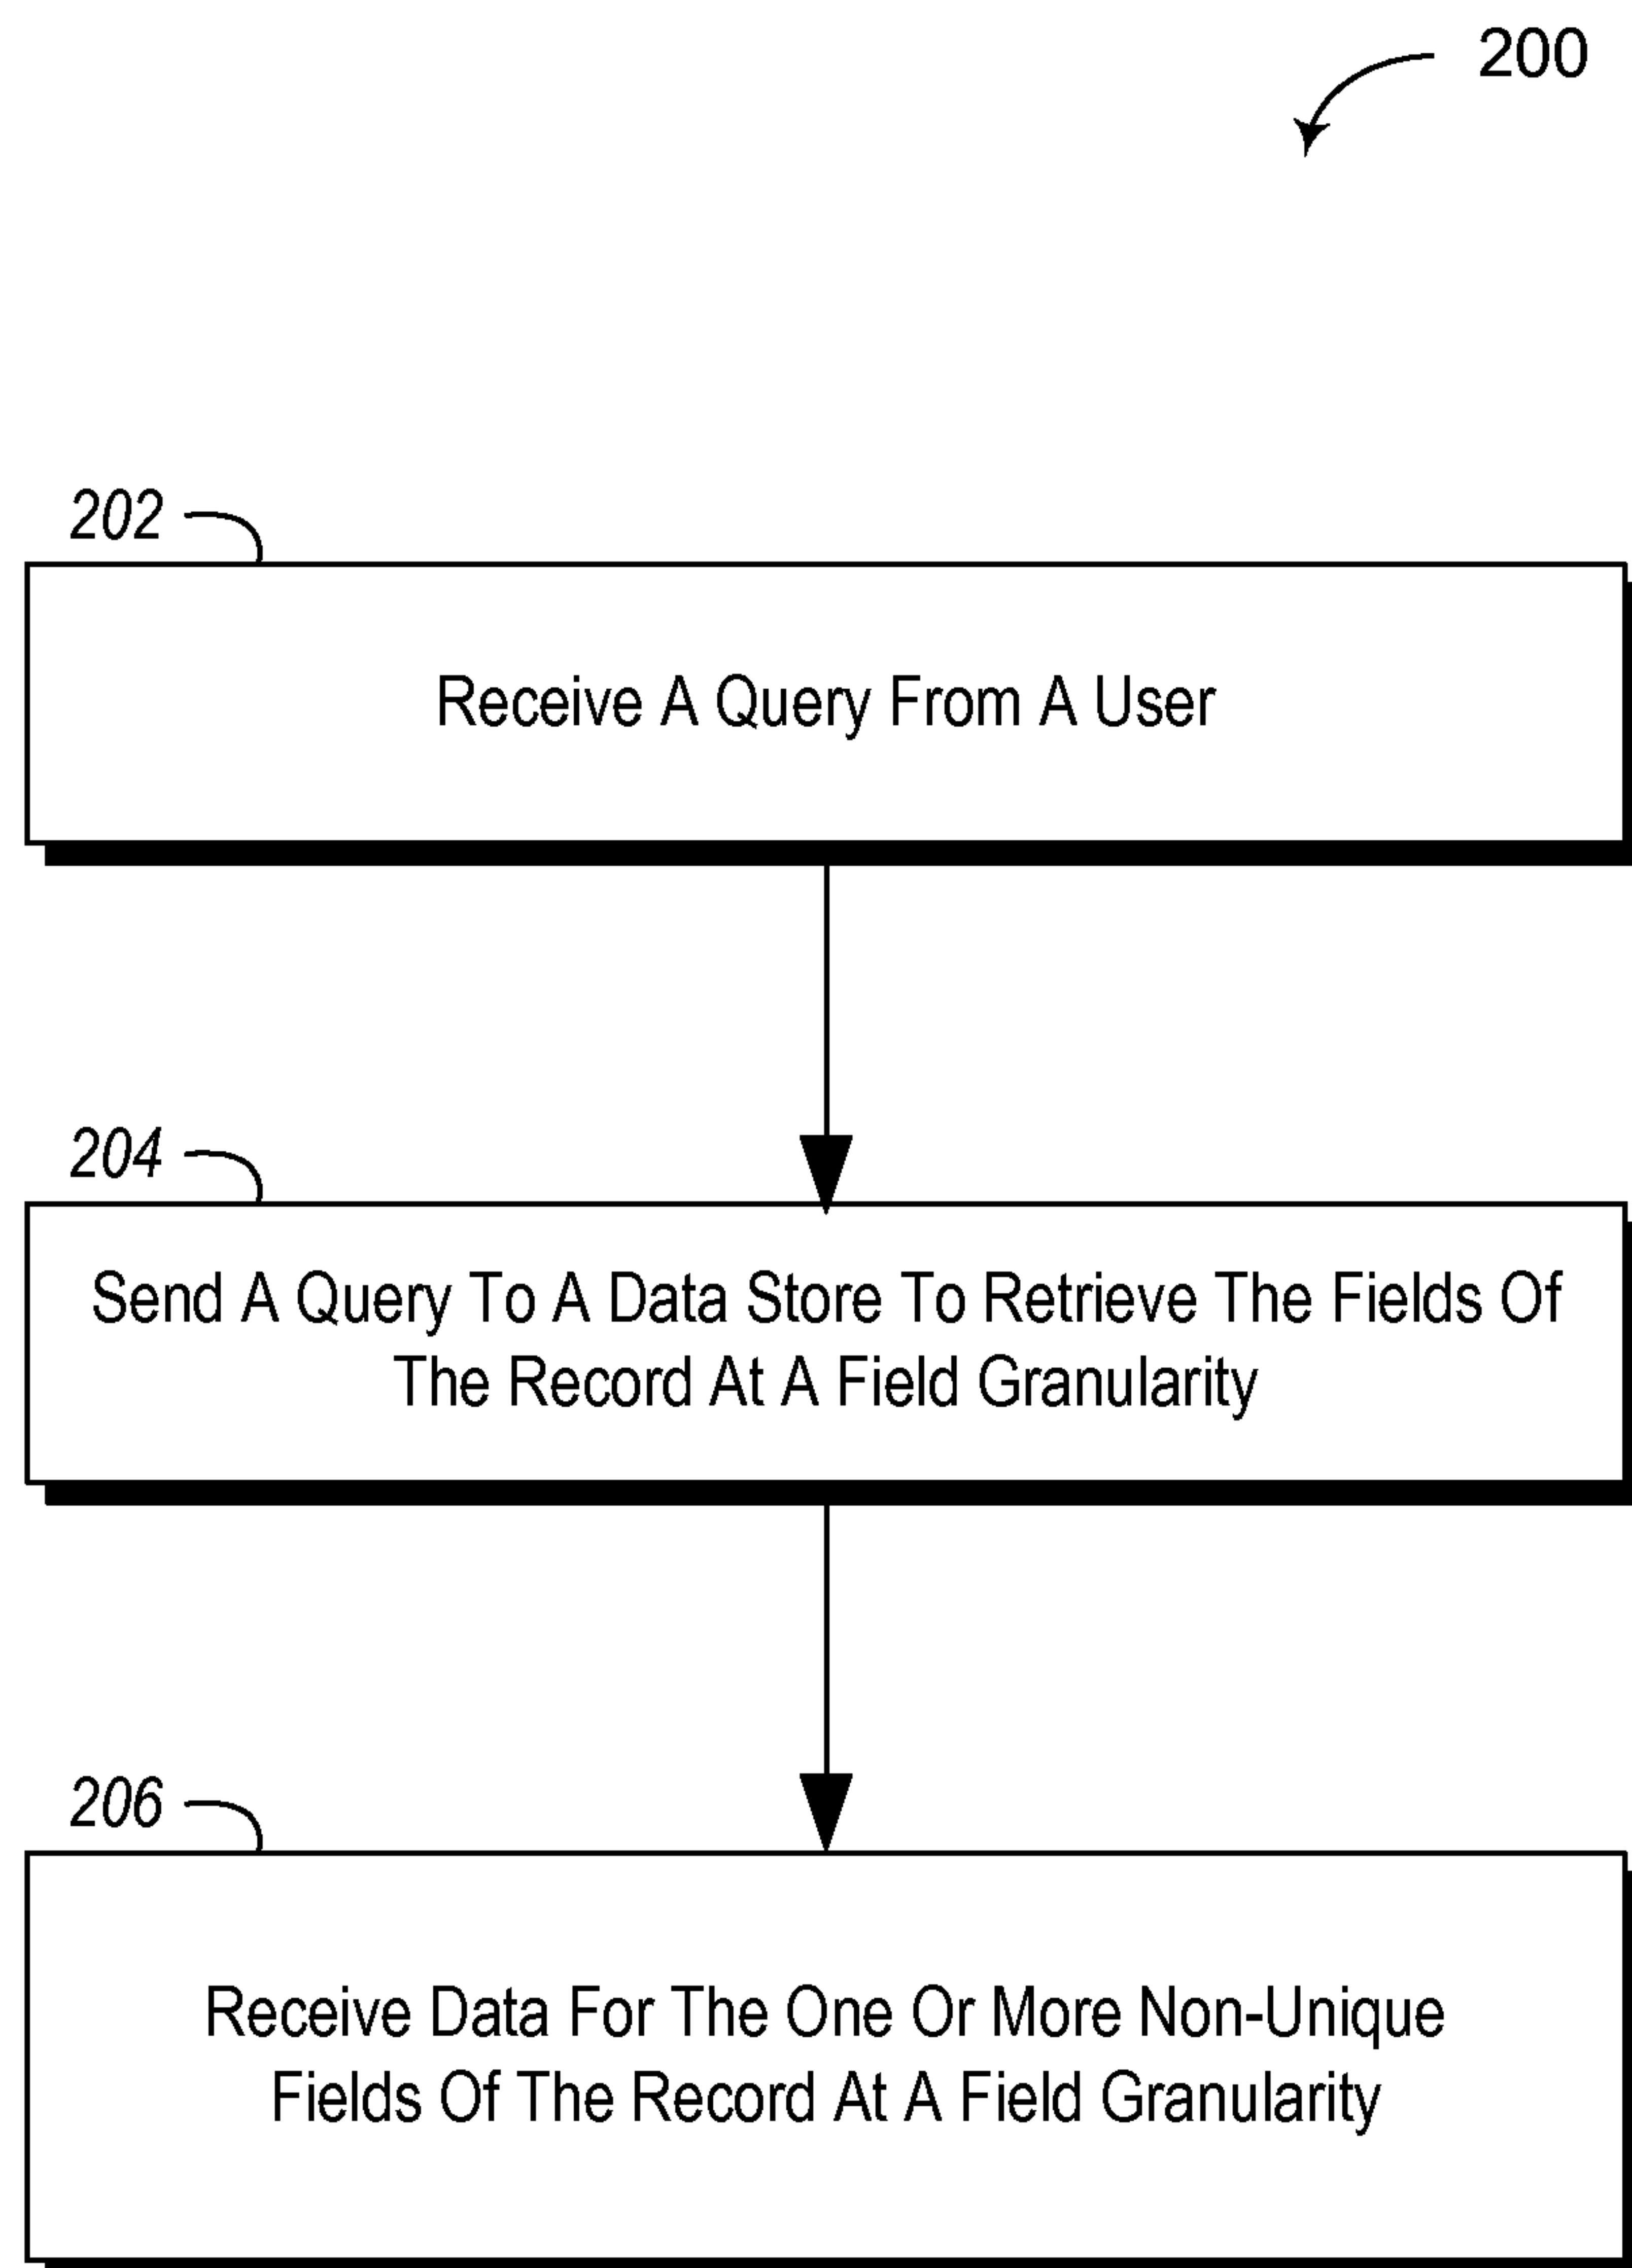 200
202
Receive A Query From A User
204
Send A Query To A Data Store To Retrieve The Fields Of
The Record At A Field Granularity
206
Receive Data For The One Or More Non-Unique
Fields Of The Record At A Field Granularity